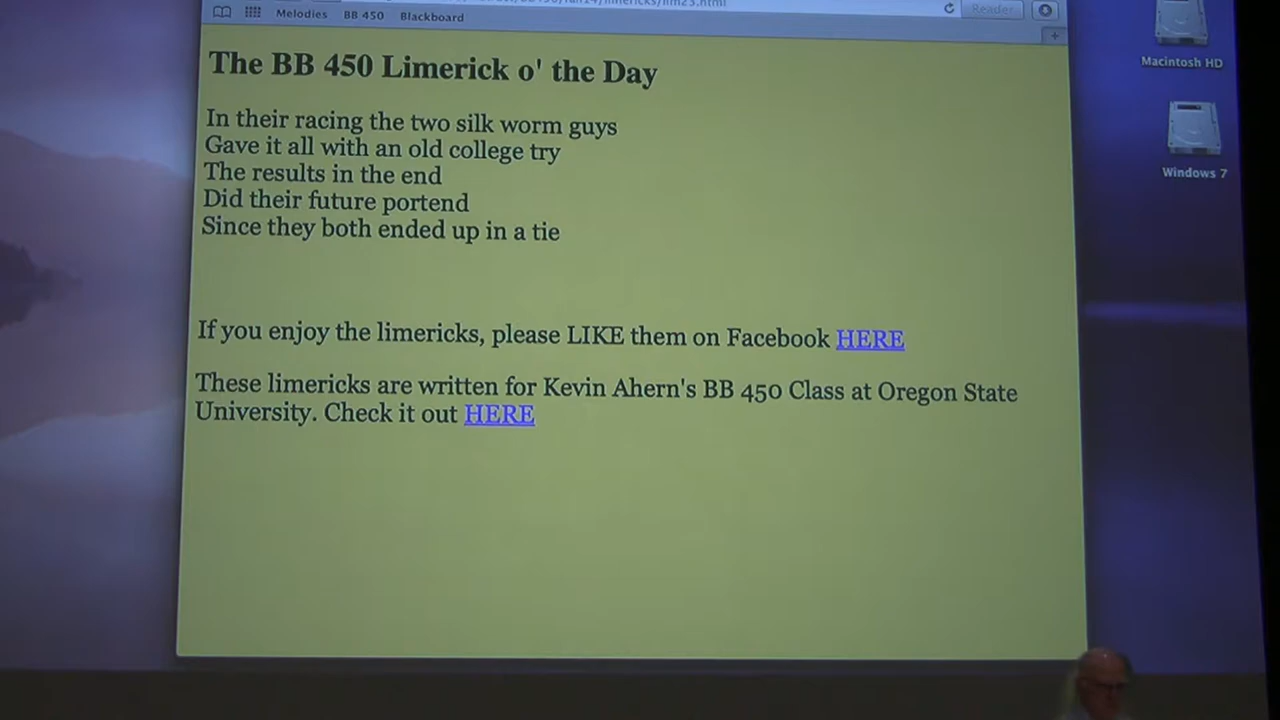 Reader
Melodies BB 450 Blackboard
+
Macintosh HD
Windows 7
The BB 450 Limerick o' the Day
In their racing the two silk worm guys
Gave it all with an old college try
The results in the end
Did their future portend
Since they both ended up in a tie
If you enjoy the limericks, please LIKE them on Facebook HERE
These limericks are written for Kevin Ahern's BB 450 Class at Oregon State
University. Check it out HERE